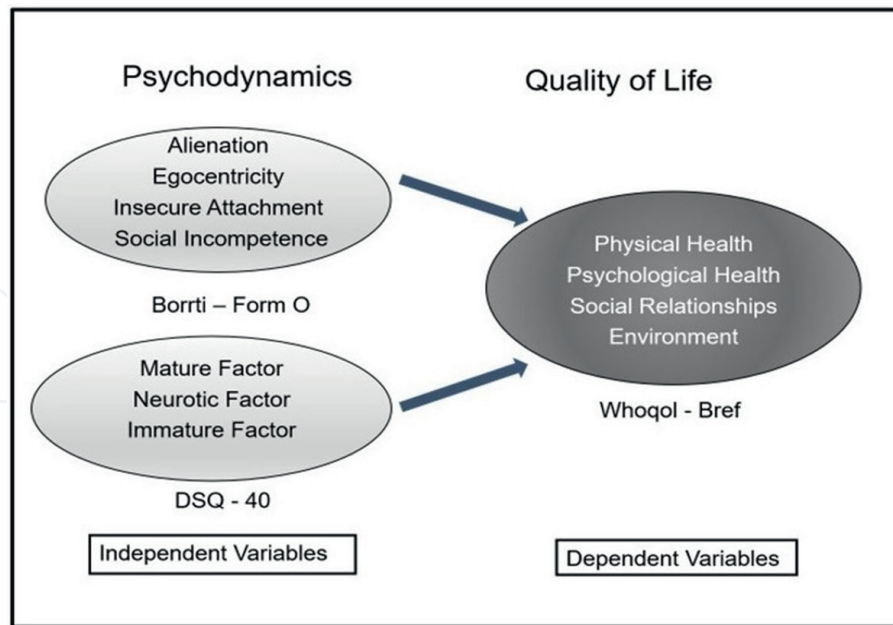 Psychodynamics
Alienation
Egocentricity
Insecure Attachment
Social Incompetence
Borrti – Form O
Mature Factor
Neurotic Factor
Immature Factor
DSQ - 40
Independent Variables
Quality of Life
Physical Health
Psychological Health
Social Relationships
Environment
Whoqol - Bref
Dependent Variables